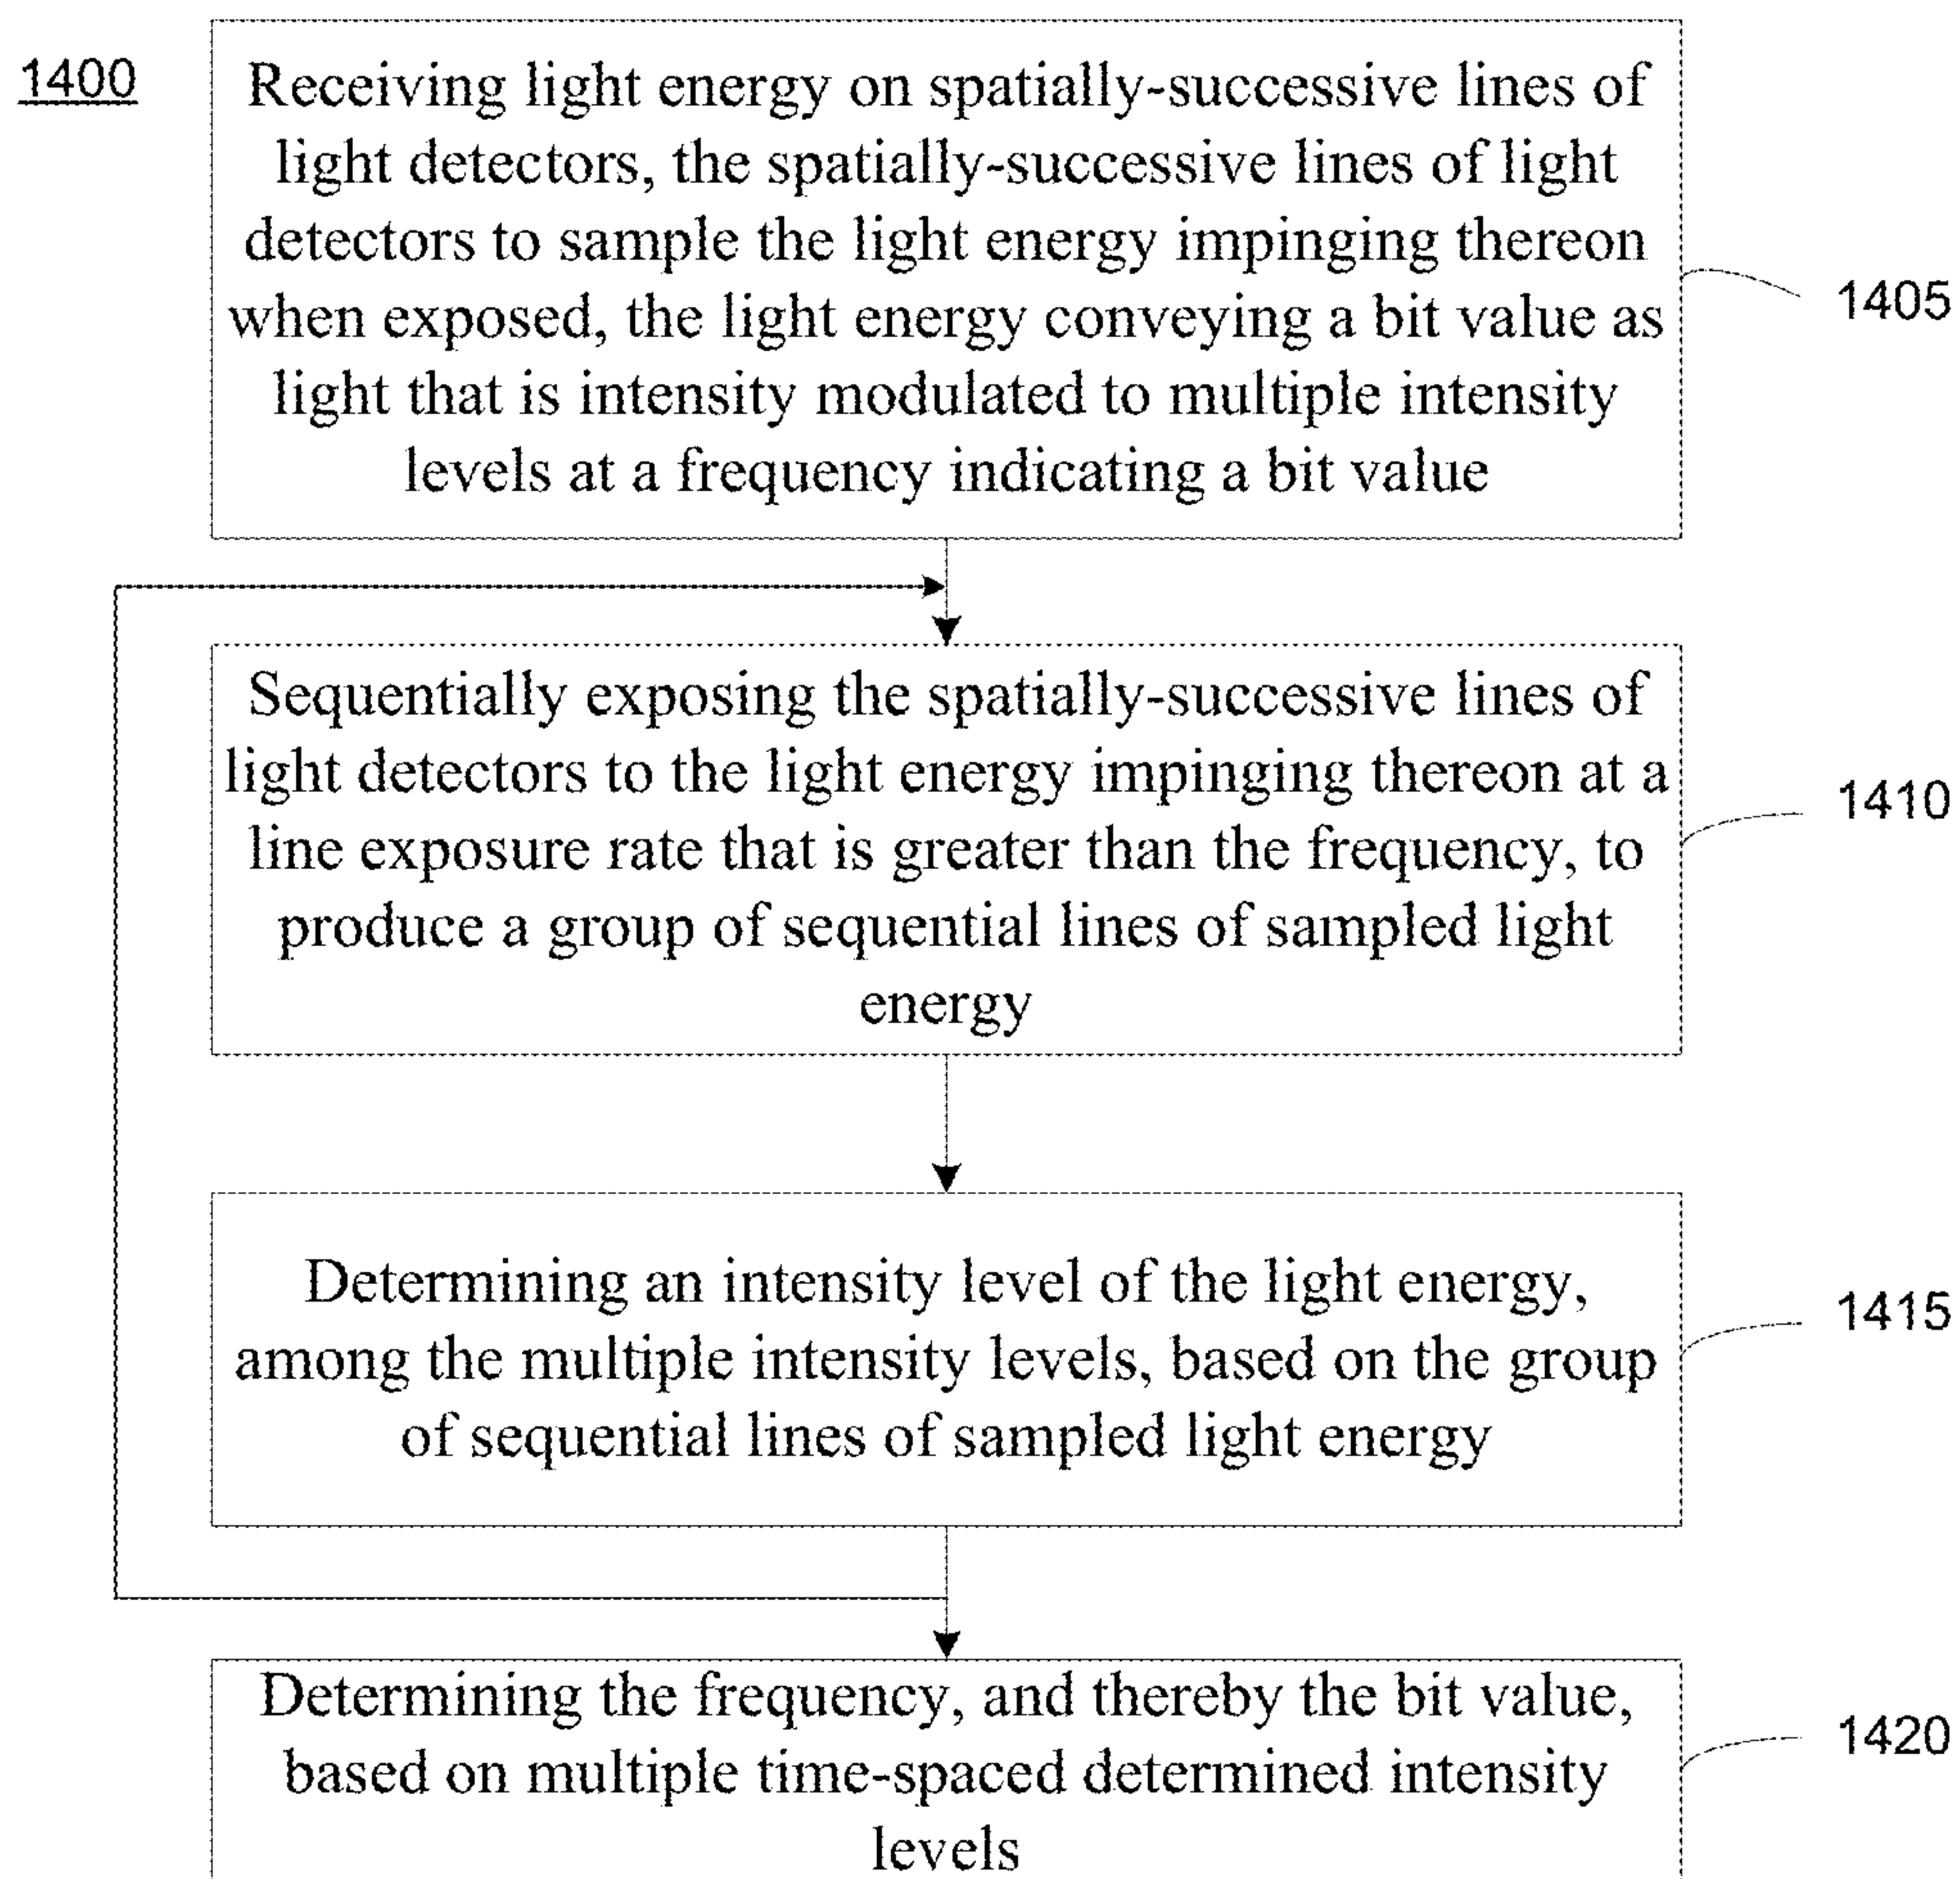 1400
Receiving light energy on spatially-successive lines of
light detectors, the spatially-successive lines of light
detectors to sample the light energy impinging thereon
when exposed, the light energy conveying a bit value as
light that is intensity modulated to multiple intensity
levels at a frequency indicating a bit value
1405
Sequentially exposing the spatially-successive lines of
light detectors to the light energy impinging thereon at a
line exposure rate that is greater than the frequency, to
produce a group of sequential lines of sampled light
energy
1410
Determining an intensity level of the light energy,
among the multiple intensity levels, based on the group
of sequential lines of sampled light energy
1415
Determining the frequency, and thereby the bit value,
based on multiple time-spaced determined intensity
levels
1420